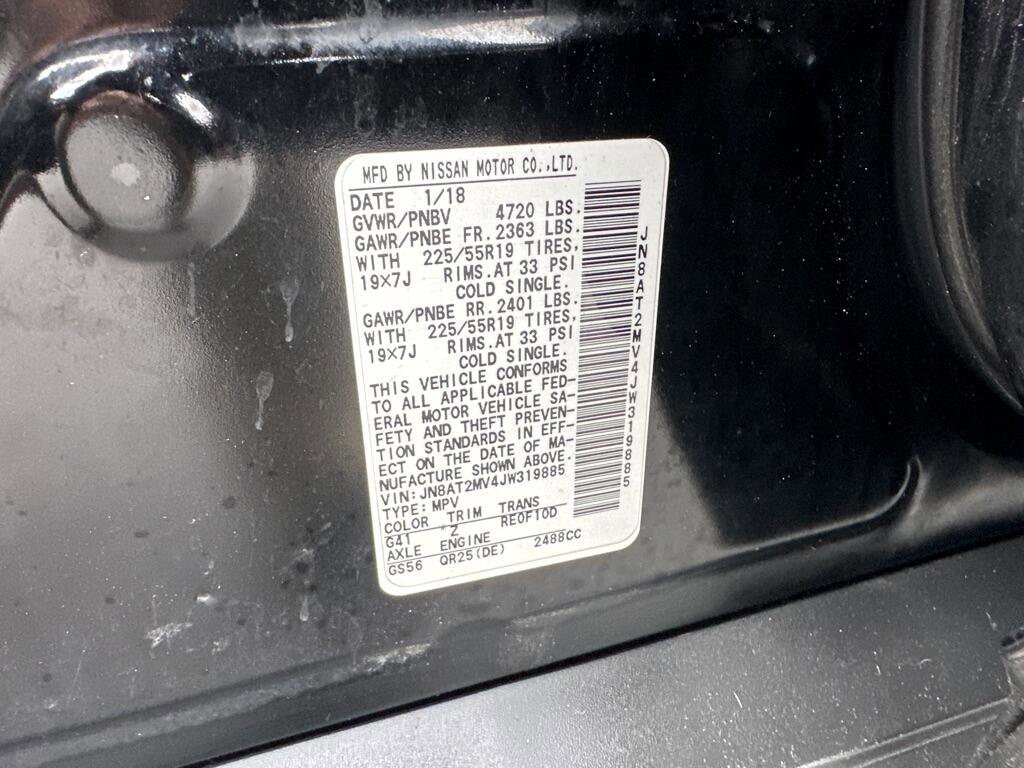 MFD BY NISSAN MOTOR CO.,LTD.
DATE 1/18
GVWR/PNBV 4720 LBS.
GAWR/PNBE FR. 2363 LBS.
WITH 225/55R19 TIRES,
19×7J RIMS.AT 33 PSI
COLD SINGLE.
GAWR/PNBE RR. 2401 LBS.
WITH 225/55R19 TIRES,
19×7J RIMS.AT 33 PSI
COLD SINGLE.
THIS VEHICLE CONFORMS
TO ALL APPLICABLE FED-
ERAL MOTOR VEHICLE SA-
FETY AND THEFT PREVEN-
TION STANDARDS IN EFF-
ECT ON THE DATE OF MA-
NUFACTURE SHOWN ABOVE.
VIN:JN8AT2MV4JW319885
TYPE:MPV
COLOR TRIM TRANS
G41 Z RE0F10D
AXLE ENGINE
GS56 QR25(DE) 2488CC
JN8AT2MV4JW319885